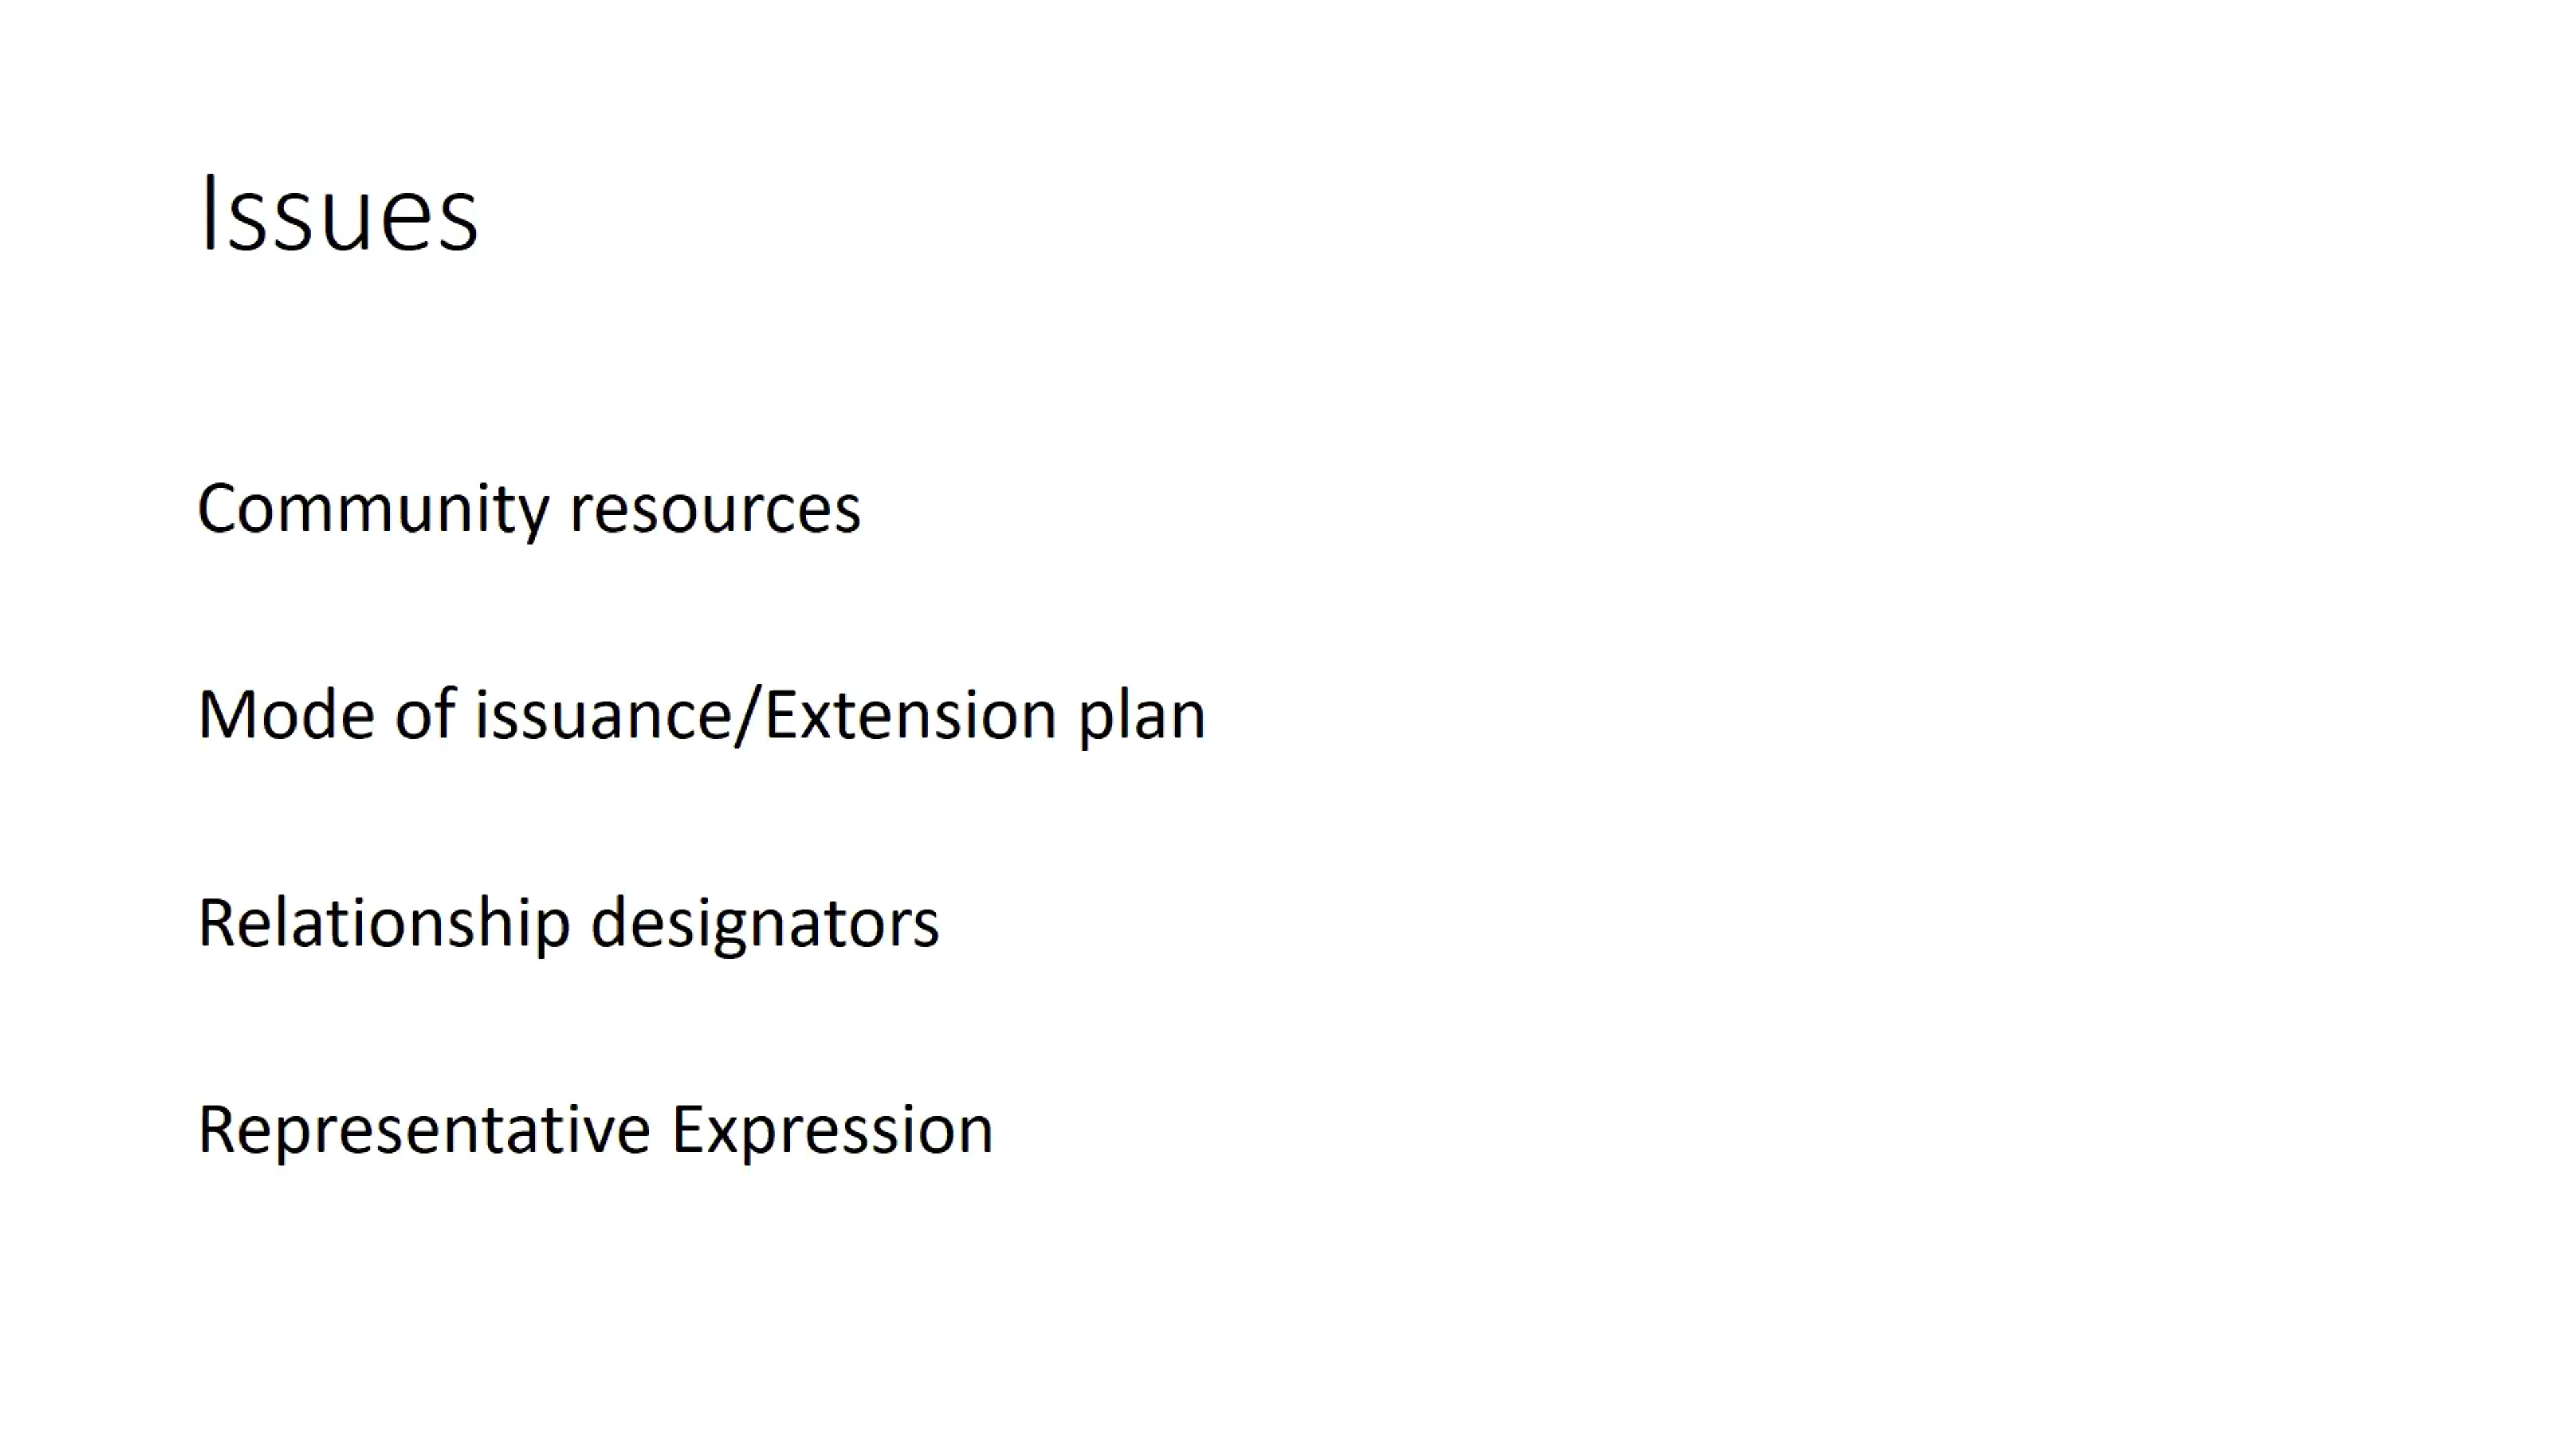 Issues
Community resources
Mode of issuance/Extension plan
Relationship designators
Representative Expression